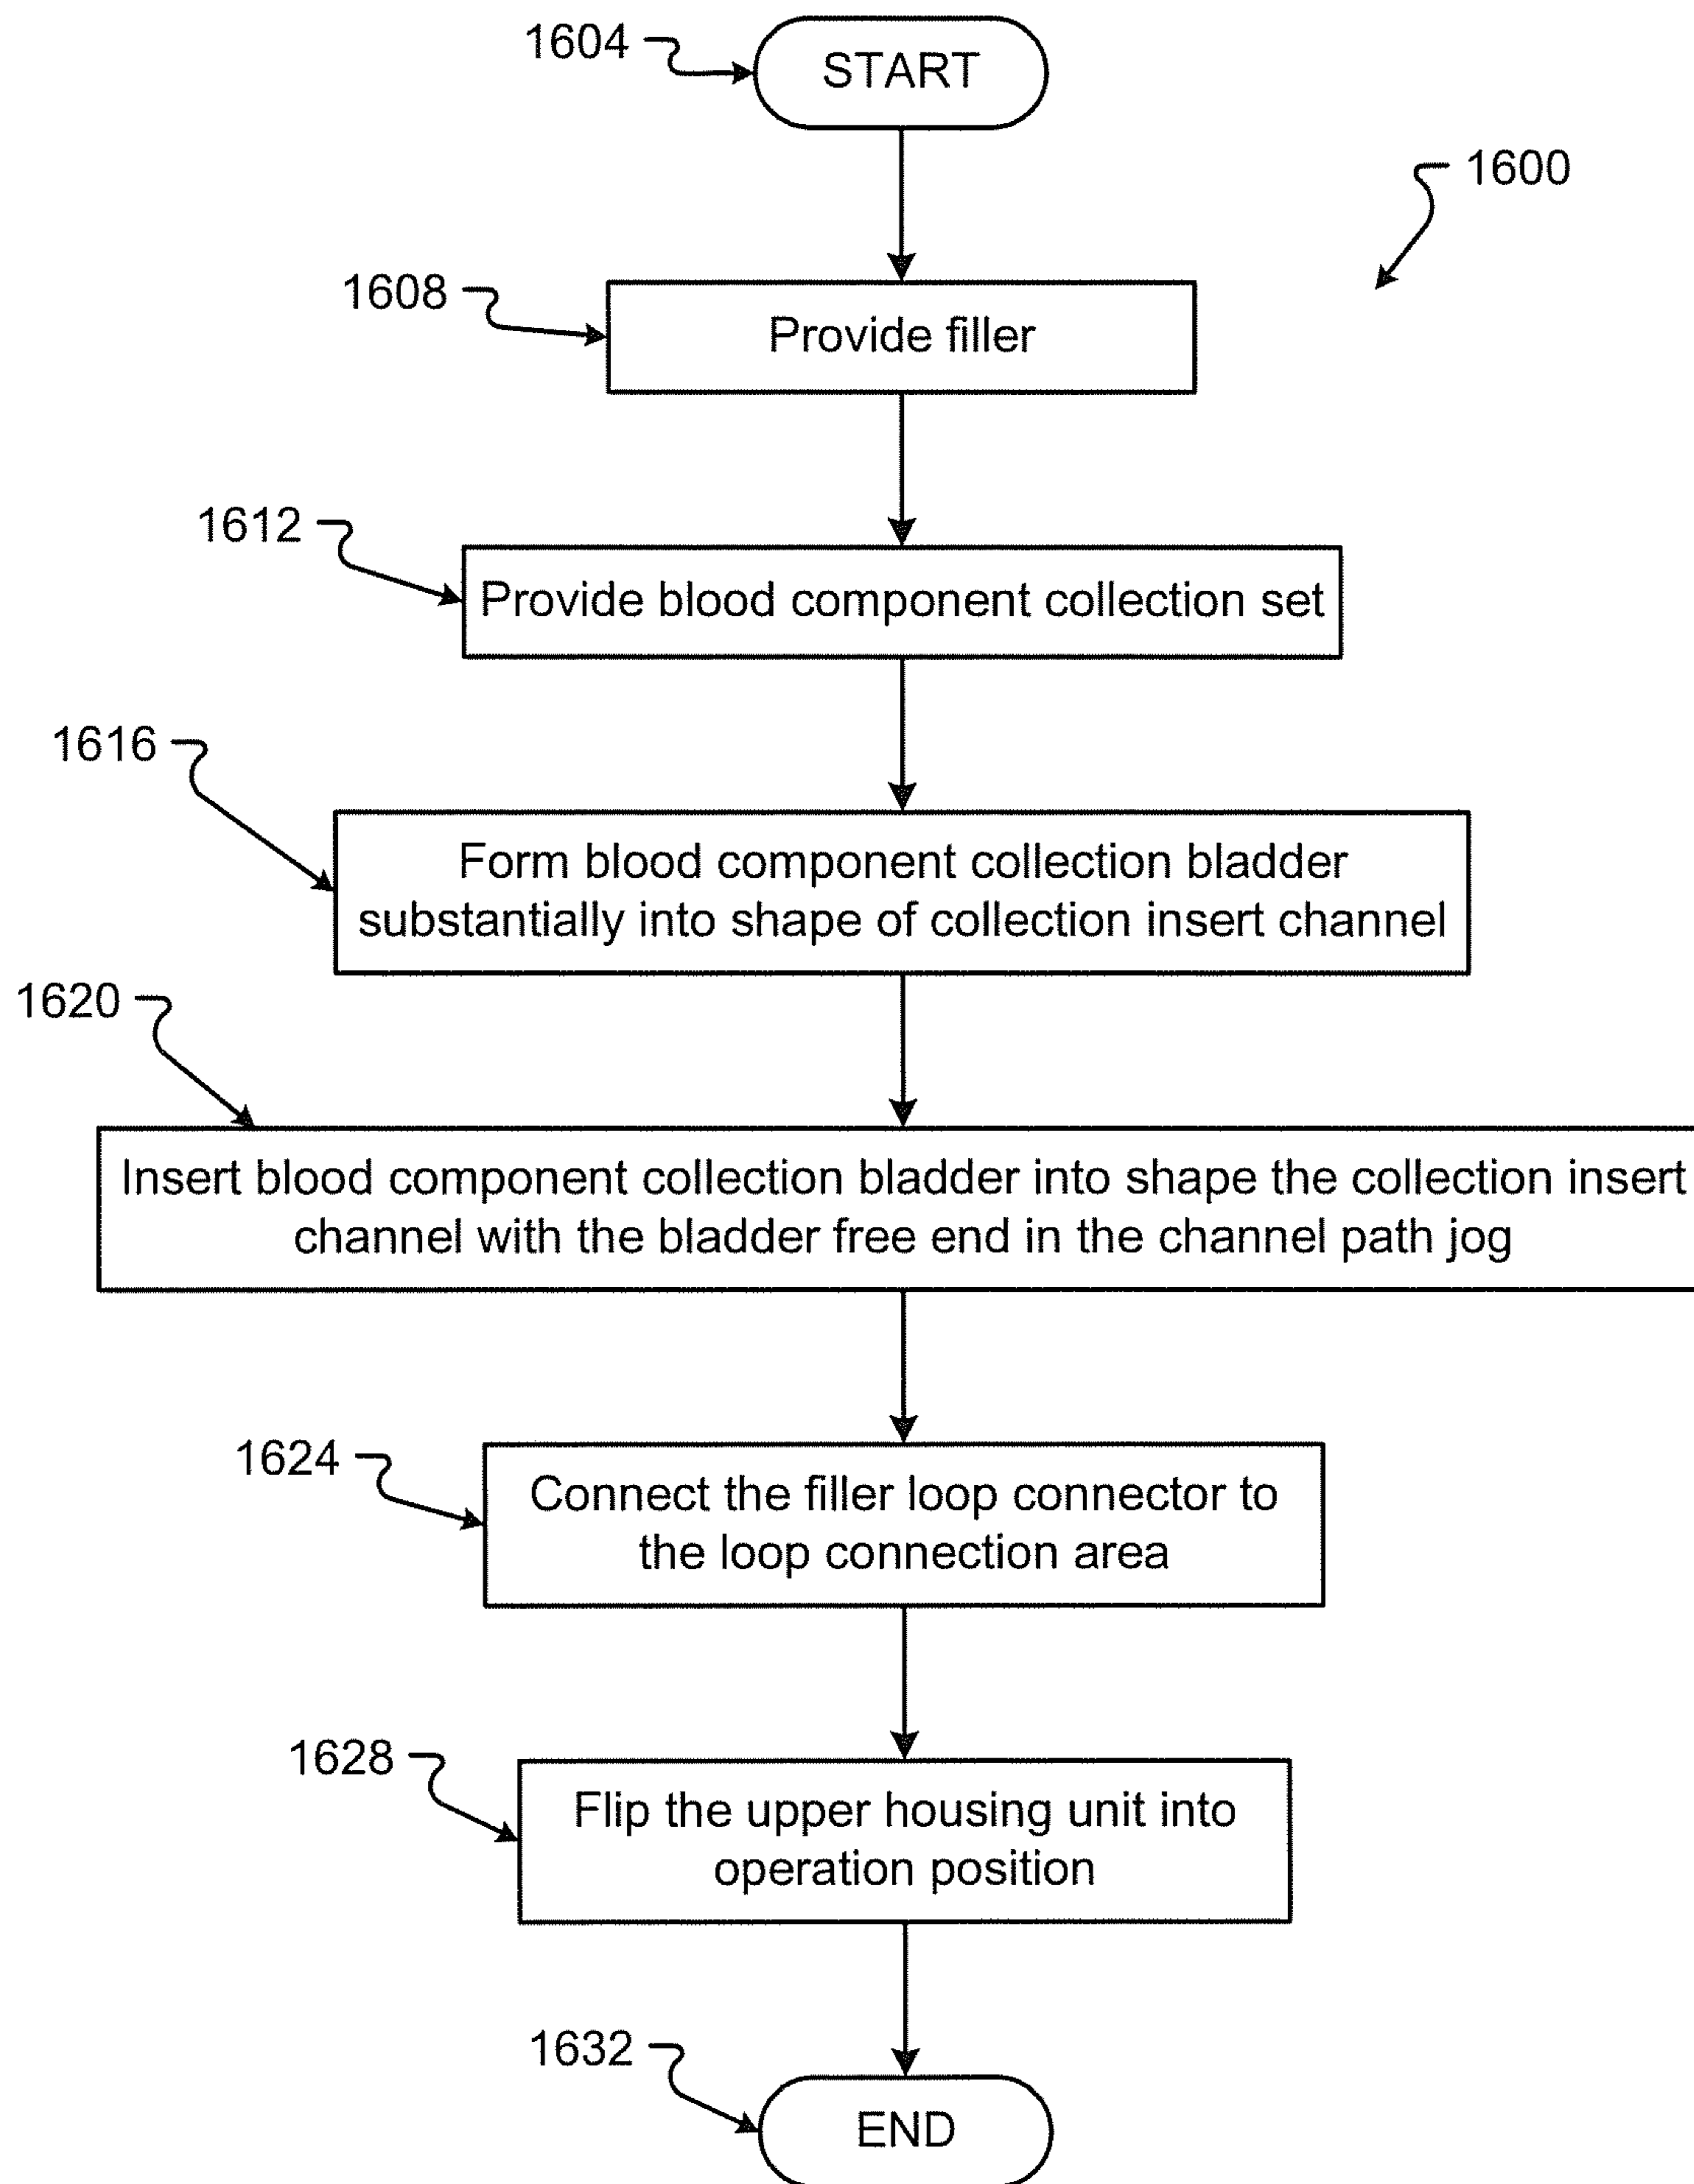 1604
START
1600
1608
Provide filler
1612
Provide blood component collection set
1616
Form blood component collection bladder
substantially into shape of collection insert channel
1620
Insert blood component collection bladder into shape the collection insert
channel with the bladder free end in the channel path jog
1624
Connect the filler loop connector to
the loop connection area
1628
Flip the upper housing unit into
operation position
1632
END